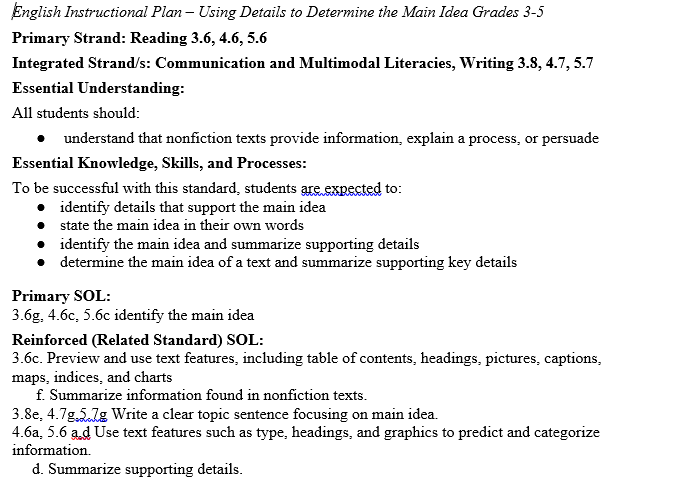 English Instructional Plan – Using Details to Determine the Main Idea Grades 3-5
Primary Strand: Reading 3.6, 4.6, 5.6
Integrated Strand/s: Communication and Multimodal Literacies, Writing 3.8, 4.7, 5.7
Essential Understanding:
All students should:
● understand that nonfiction texts provide information, explain a process, or persuade
Essential Knowledge, Skills, and Processes:
To be successful with this standard, students are expected to:
● identify details that support the main idea
● state the main idea in their own words
● identify the main idea and summarize supporting details
● determine the main idea of a text and summarize supporting key details
Primary SOL:
3.6g, 4.6c, 5.6c identify the main idea
Reinforced (Related Standard) SOL:
3.6c. Preview and use text features, including table of contents, headings, pictures, captions,
maps, indices, and charts
f. Summarize information found in nonfiction texts.
3.8e, 4.7g,5.7g Write a clear topic sentence focusing on main idea.
4.6a, 5.6 a,d Use text features such as type, headings, and graphics to predict and categorize
information.
d. Summarize supporting details.